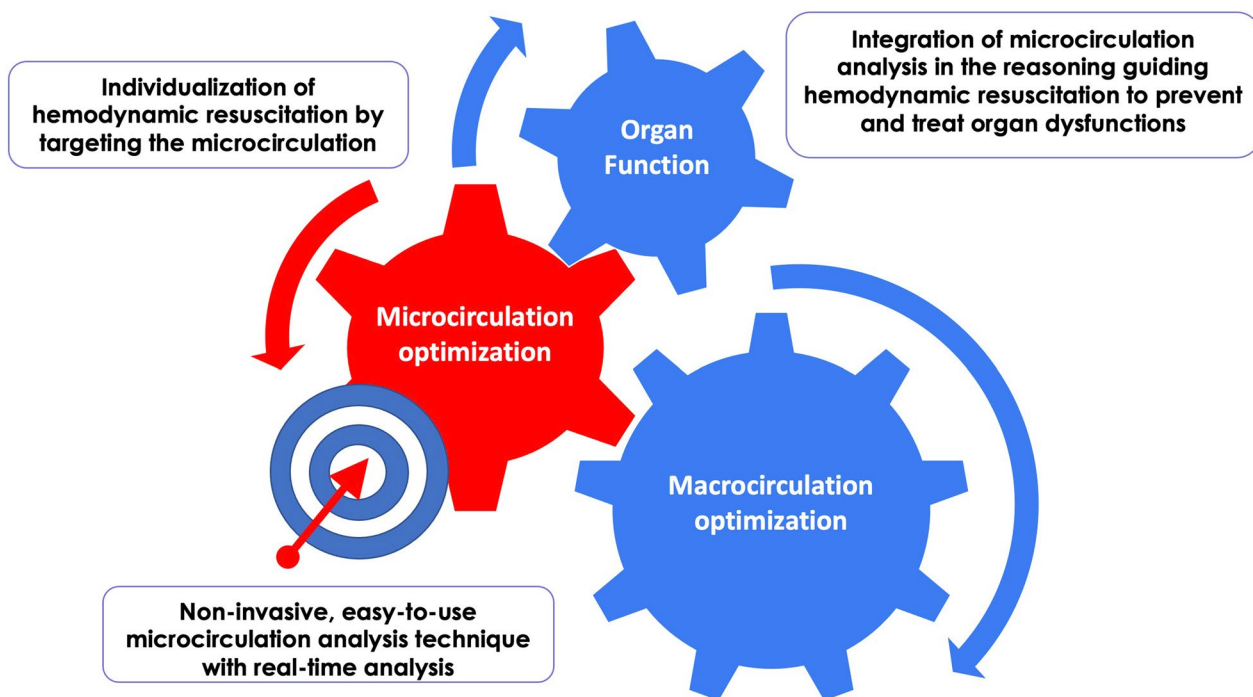 Individualization of
hemodynamic resuscitation by
targeting the microcirculation
Organ
Function
Integration of microcirculation
analysis in the reasoning guiding
hemodynamic resuscitation to prevent
and treat organ dysfunctions
Microcirculation
optimization
Macrocirculation
optimization
Non-invasive, easy-to-use
microcirculation analysis technique
with real-time analysis